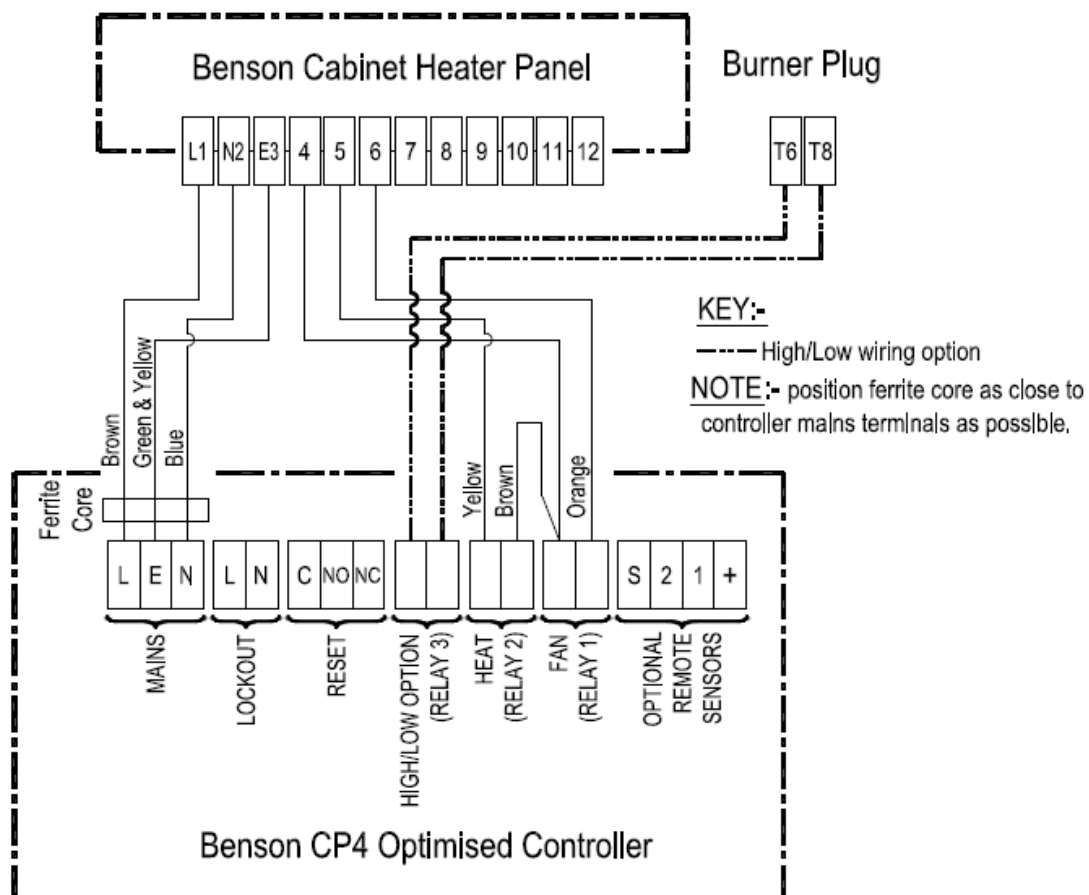 Benson Cabinet Heater Panel
Burner Plug
L1 N2 E3 4 5 6 7 8 9 10 11 12
T6 T8
KEY:-
High/Low wiring option
NOTE:- position ferrite core as close to
controller mains terminals as possible.
Brown
Green & Yellow
Blue
Yellow
Brown
Orange
Ferrite
Core
L E N
L N
C NO NC
S 2 1 +
MAINS
LOCKOUT
RESET
HIGH/LOW OPTION
(RELAY 3)
HEAT
(RELAY 2)
FAN
(RELAY 1)
OPTIONAL
REMOTE
SENSORS
Benson CP4 Optimised Controller